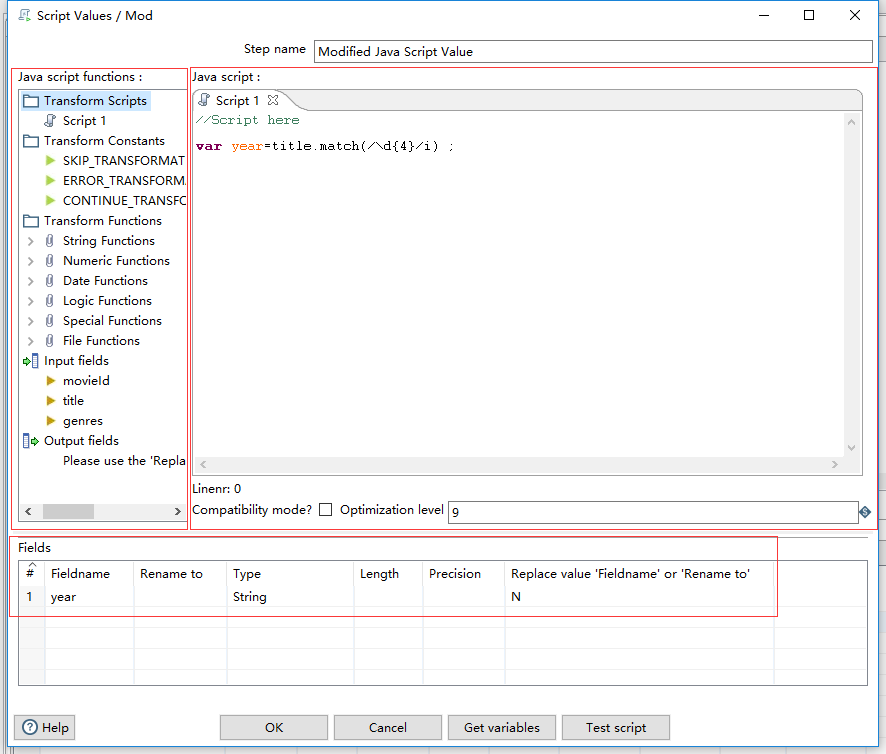 Script Values / Mod
Step name
Modified Java Script Value
Java script functions :
Transform Scripts
Script 1
Transform Constants
SKIP_TRANSFORMAT
ERROR_TRANSFORMA
CONTINUE_TRANSFO
Transform Functions
String Functions
Numeric Functions
Date Functions
Logic Functions
Special Functions
File Functions
Input fields
movieId
title
genres
Output fields
Please use the 'Repla
Java script :
Script 1
//Script here
var year=title.match(/\d{4}/i) ;
Linenr: 0
Compatibility mode? Optimization level 9
Fields
# Fieldname Rename to Type Length Precision Replace value 'Fieldname' or 'Rename to'
1 year String N
Help OK Cancel Get variables Test script